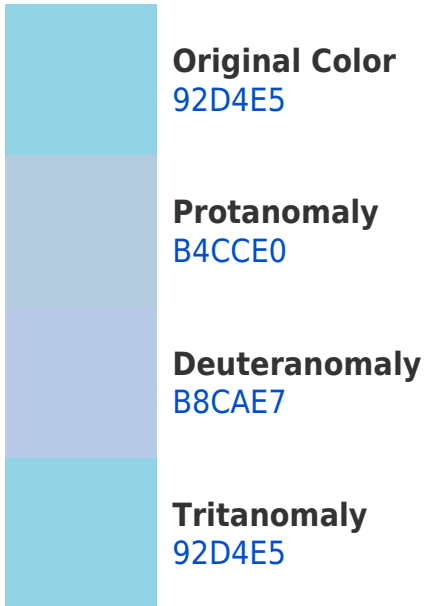 Original Color
92D4E5
Protanomaly
B4CCE0
Deuteranomaly
B8CAE7
Tritanomaly
92D4E5